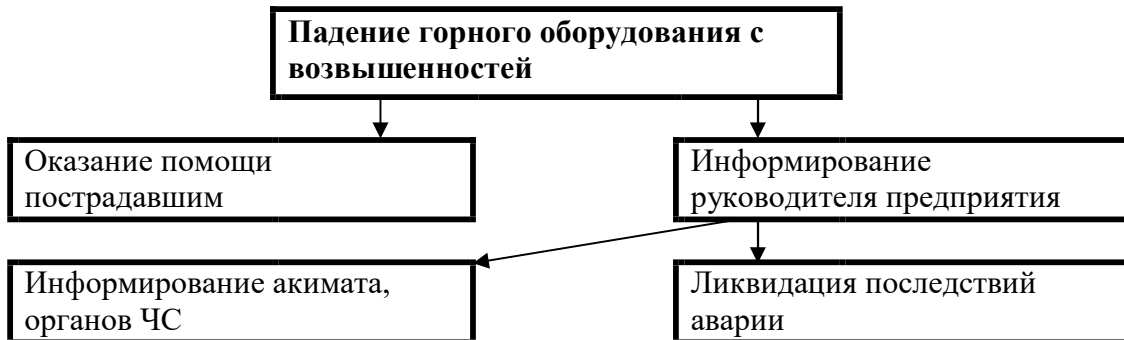 Падение горного оборудования с
возвышенностей
Оказание помощи
пострадавшим
Информирование
руководителя предприятия
Информирование акимата,
органов ЧС
Ликвидация последствий
аварии